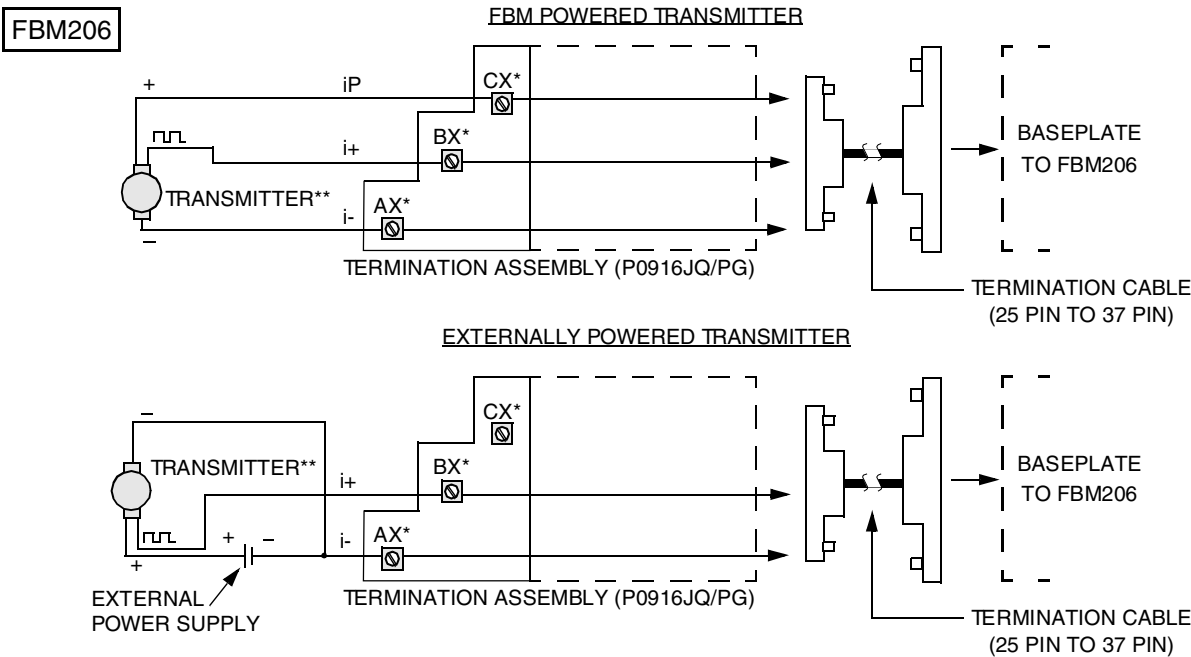 FBM206
FBM POWERED TRANSMITTER
+
iP
CX*
i+
BX*
TRANSMITTER**
i-
AX*
–
TERMINATION ASSEMBLY (P0916JQ/PG)
BASEPLATE
TO FBM206
TERMINATION CABLE
(25 PIN TO 37 PIN)
EXTERNALLY POWERED TRANSMITTER
–
CX*
TRANSMITTER**
i+
BX*
+
–
i-
AX*
+
EXTERNAL
POWER SUPPLY
TERMINATION ASSEMBLY (P0916JQ/PG)
BASEPLATE
TO FBM206
TERMINATION CABLE
(25 PIN TO 37 PIN)